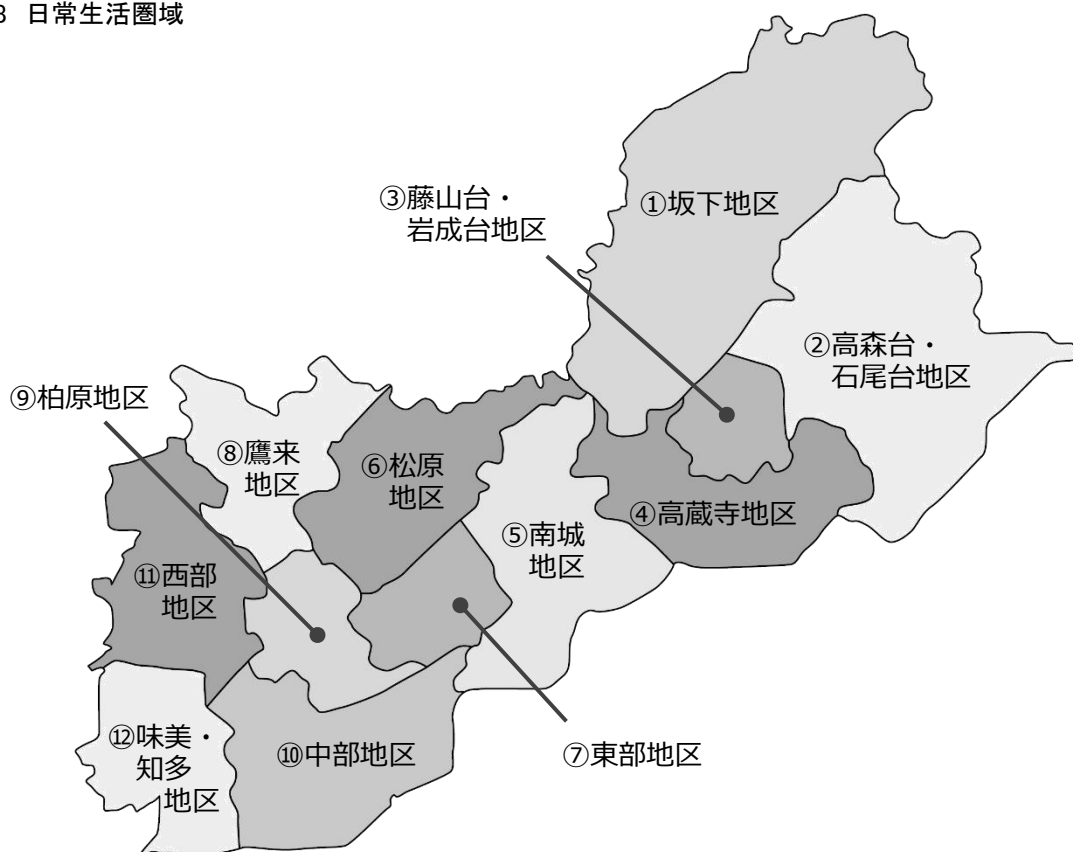 3 日常生活圏域
①坂下地区
③藤山台・
岩成台地区
②高森台・
石尾台地区
⑨柏原地区
⑧鷹来
地区
⑥松原
地区
④高蔵寺地区
⑤南城
地区
⑪西部
地区
⑫味美・
知多
地区
⑩中部地区
⑦東部地区